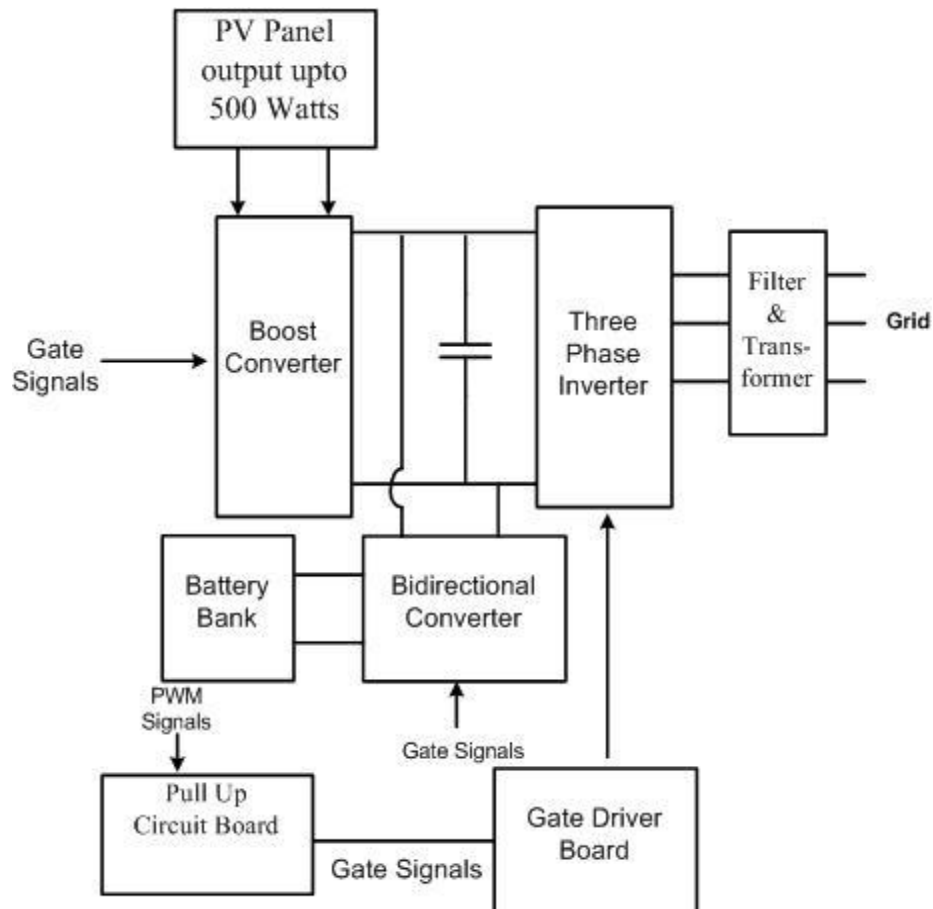 PV Panel
output upto
500 Watts
Boost
Converter
Gate
Signals
Three
Phase
Inverter
Filter
&
Trans-
former
Grid
Battery
Bank
Bidirectional
Converter
PWM
Signals
Gate Signals
Pull Up
Circuit Board
Gate Signals
Gate Driver
Board